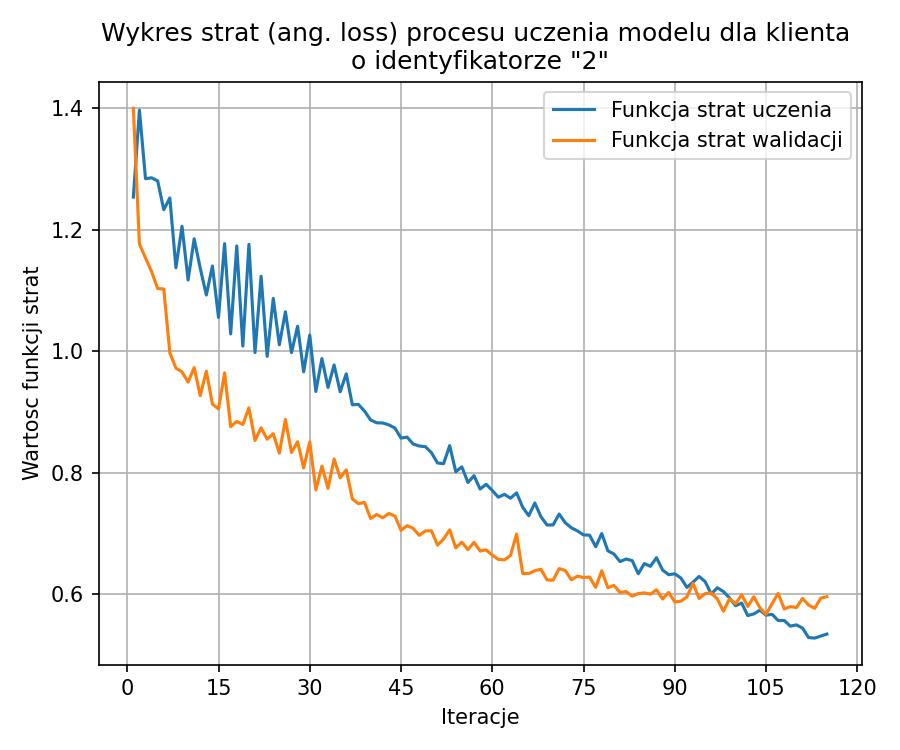 Wykres strat (ang. loss) procesu uczenia modelu dla klienta
o identyfikatorze "2"
Funkcja strat uczenia
Funkcja strat walidacji
Wartosc funkcji strat
1.4
1.2
1.0
0.8
0.6
0 15 30 45 60 75 90 105 120
Iteracje